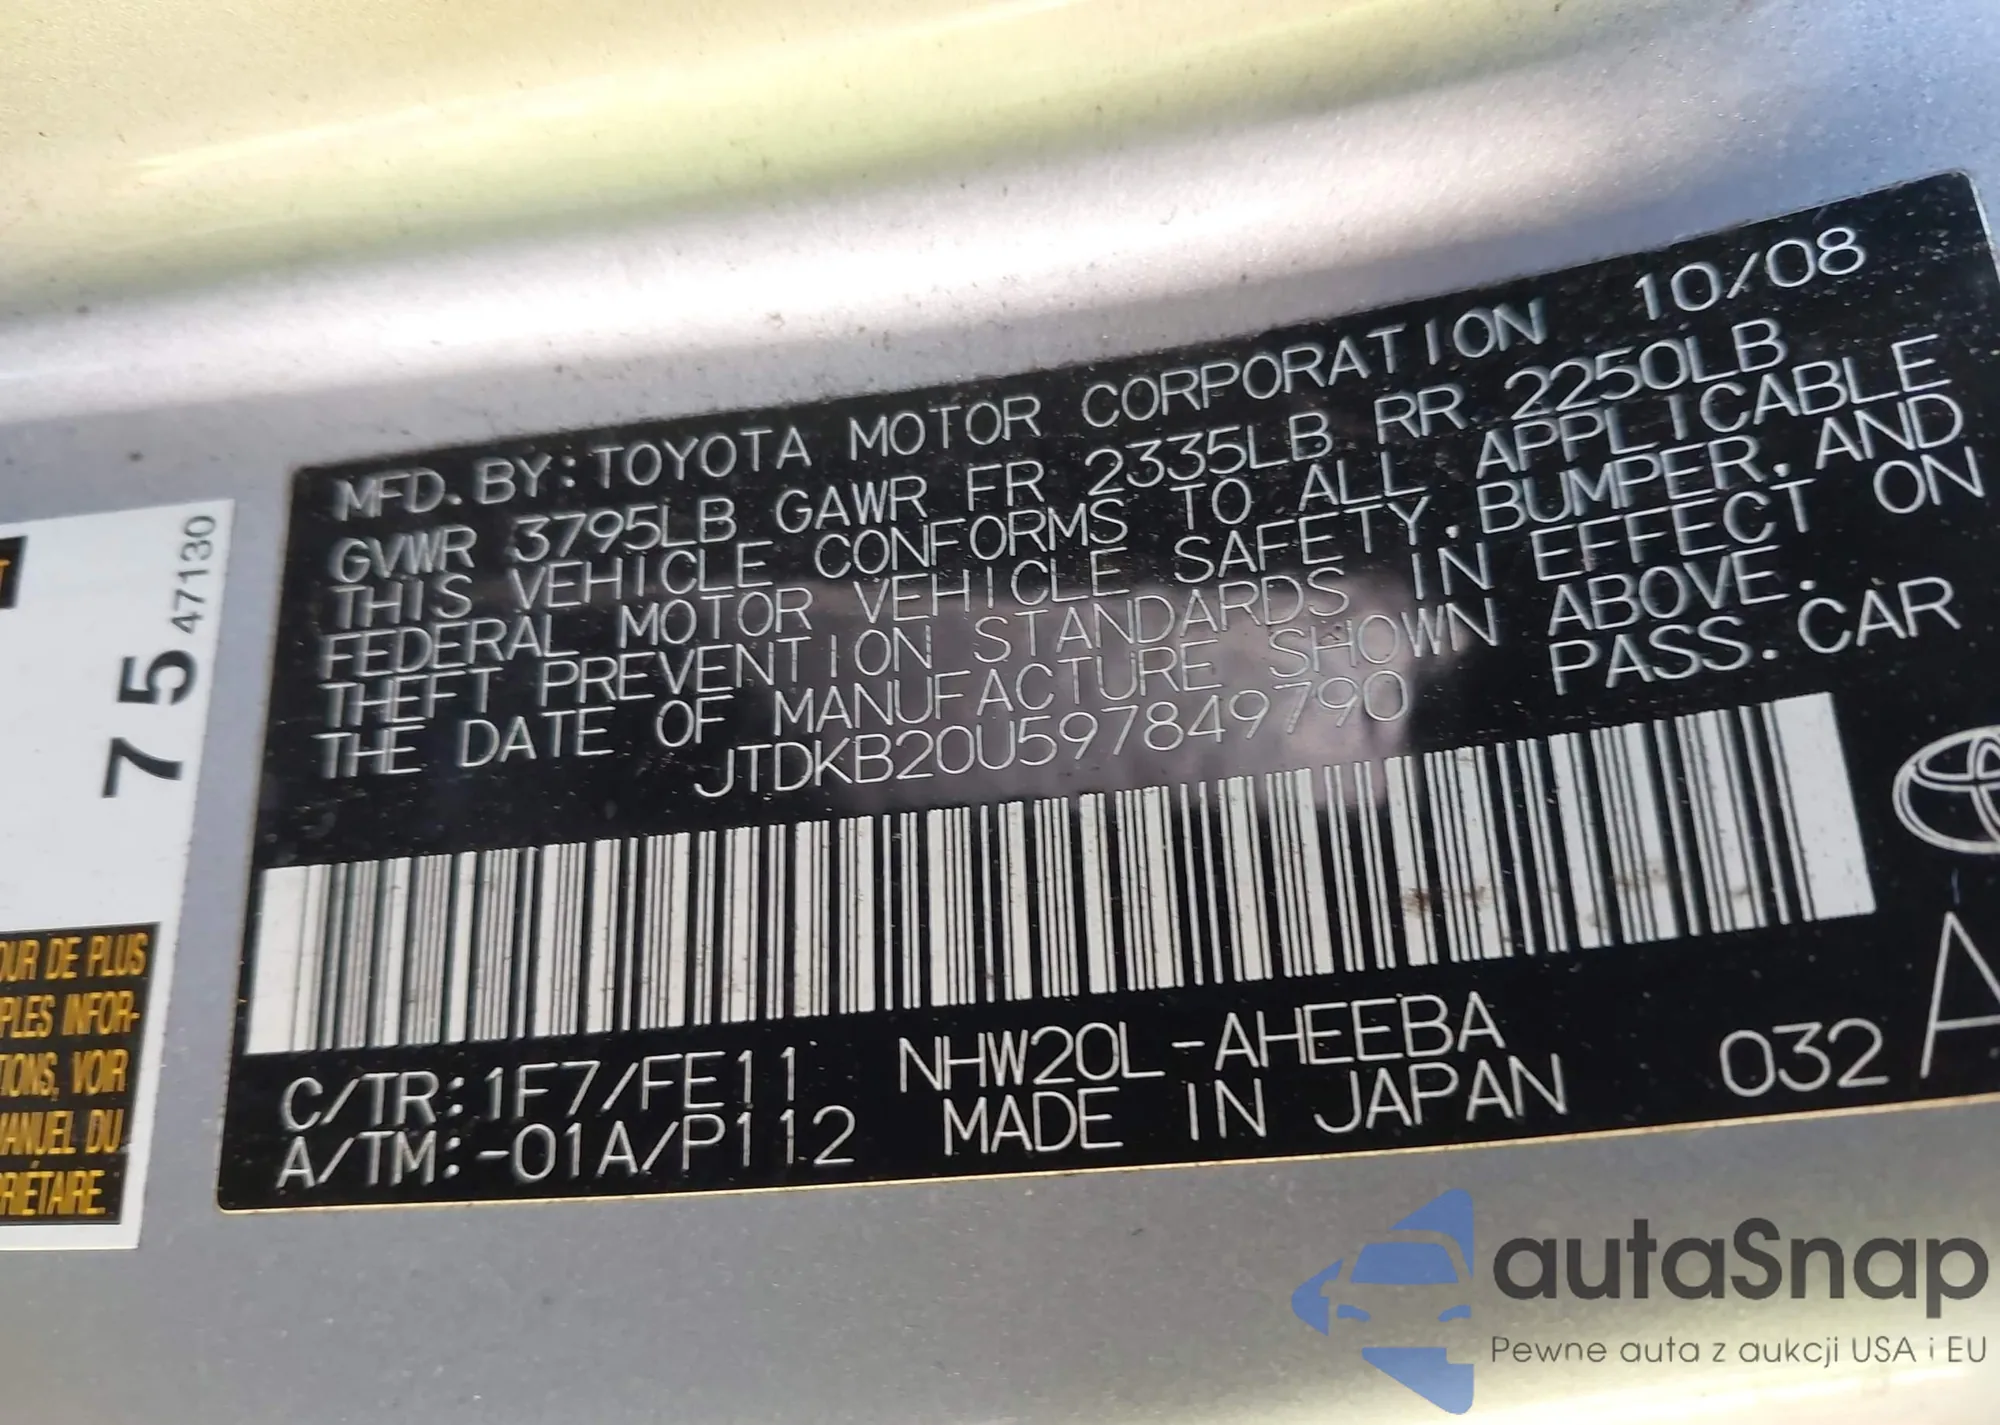 MFD. BY: TOYOTA MOTOR CORPORATION 10/08
GVWR 3795LB GAWR FR 2335LB RR 2250LB
THIS VEHICLE CONFORMS TO ALL APPLICABLE
FEDERAL MOTOR VEHICLE SAFETY, BUMPER, AND
THEFT PREVENTION STANDARDS IN EFFECT ON
THE DATE OF MANUFACTURE SHOWN ABOVE.
JTDKB20U597849790 PASS. CAR
C/TR: 1F7/FE11 NHW20L-AHEEBA
A/TM: -01A/P112 MADE IN JAPAN 032 A
75 47130
OUR DE PLUS
PLES INFOR-
TIONS, VOIR
MANUEL DU
PRIÉTAIRE.
autaSnap
Pewne auta z aukcji USA i EU